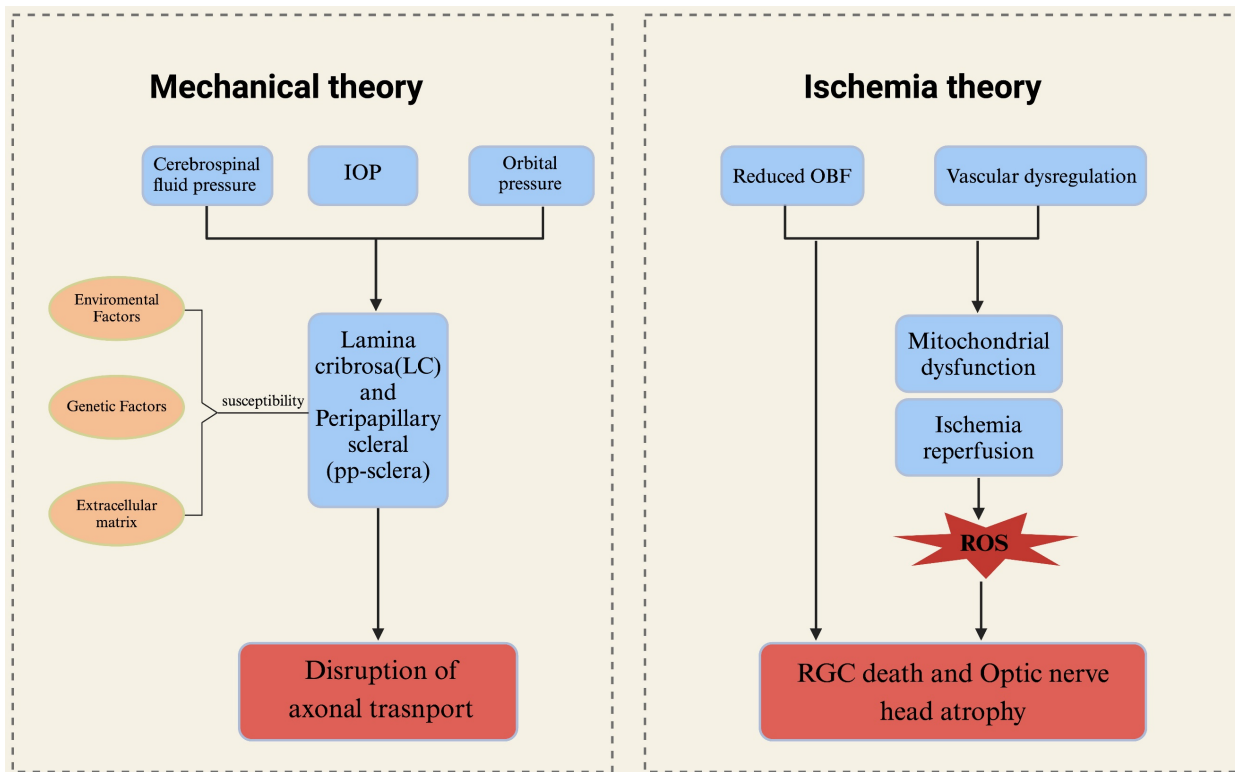 Mechanical theory
Cerebrospinal
fluid pressure
IOP
Orbital
pressure
Enviromental
Factors
Genetic Factors
Extracellular
matrix
susceptibility
Lamina
cribrosa(LC)
and
Peripapillary
scleral
(pp-sclera)
Disruption of
axonal trasnport
Ischemia theory
Reduced OBF
Vascular dysregulation
Mitochondrial
dysfunction
Ischemia
reperfusion
ROS
RGC death and Optic nerve
head atrophy